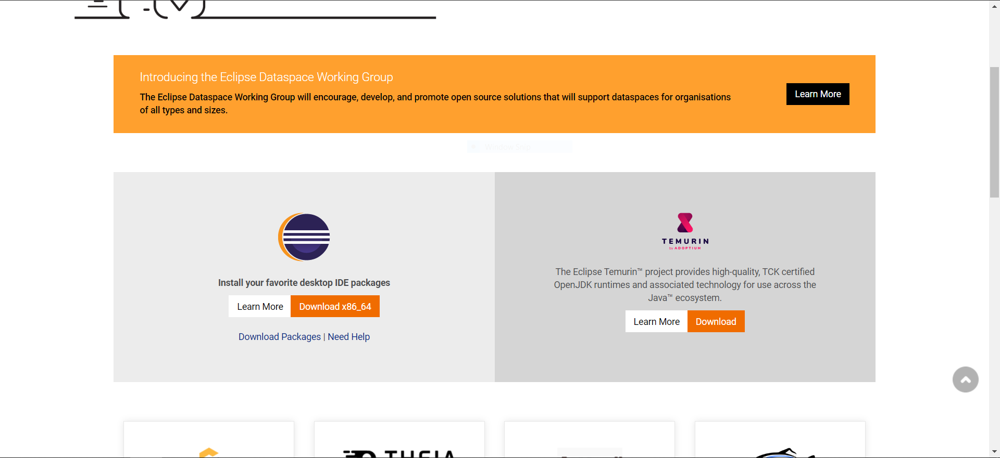 Introducing the Eclipse Dataspace Working Group
The Eclipse Dataspace Working Group will encourage, develop, and promote open source solutions that will support dataspaces for organisations
of all types and sizes.
Learn More
Window Snip
Install your favorite desktop IDE packages
Learn More
Download x86_64
Download Packages | Need Help
TEMURIN
by ADOPTIUM
The Eclipse Temurin™ project provides high-quality, TCK certified
OpenJDK runtimes and associated technology for use across the
Java™ ecosystem.
Learn More
Download
THEIA